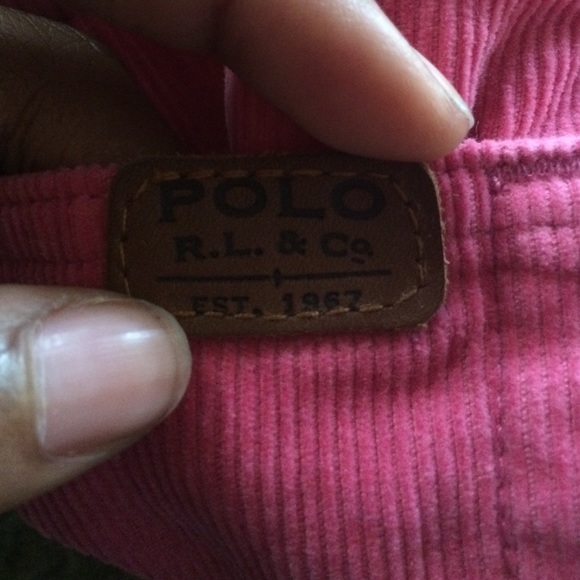 POLO
R.L. & Co
EST. 1967